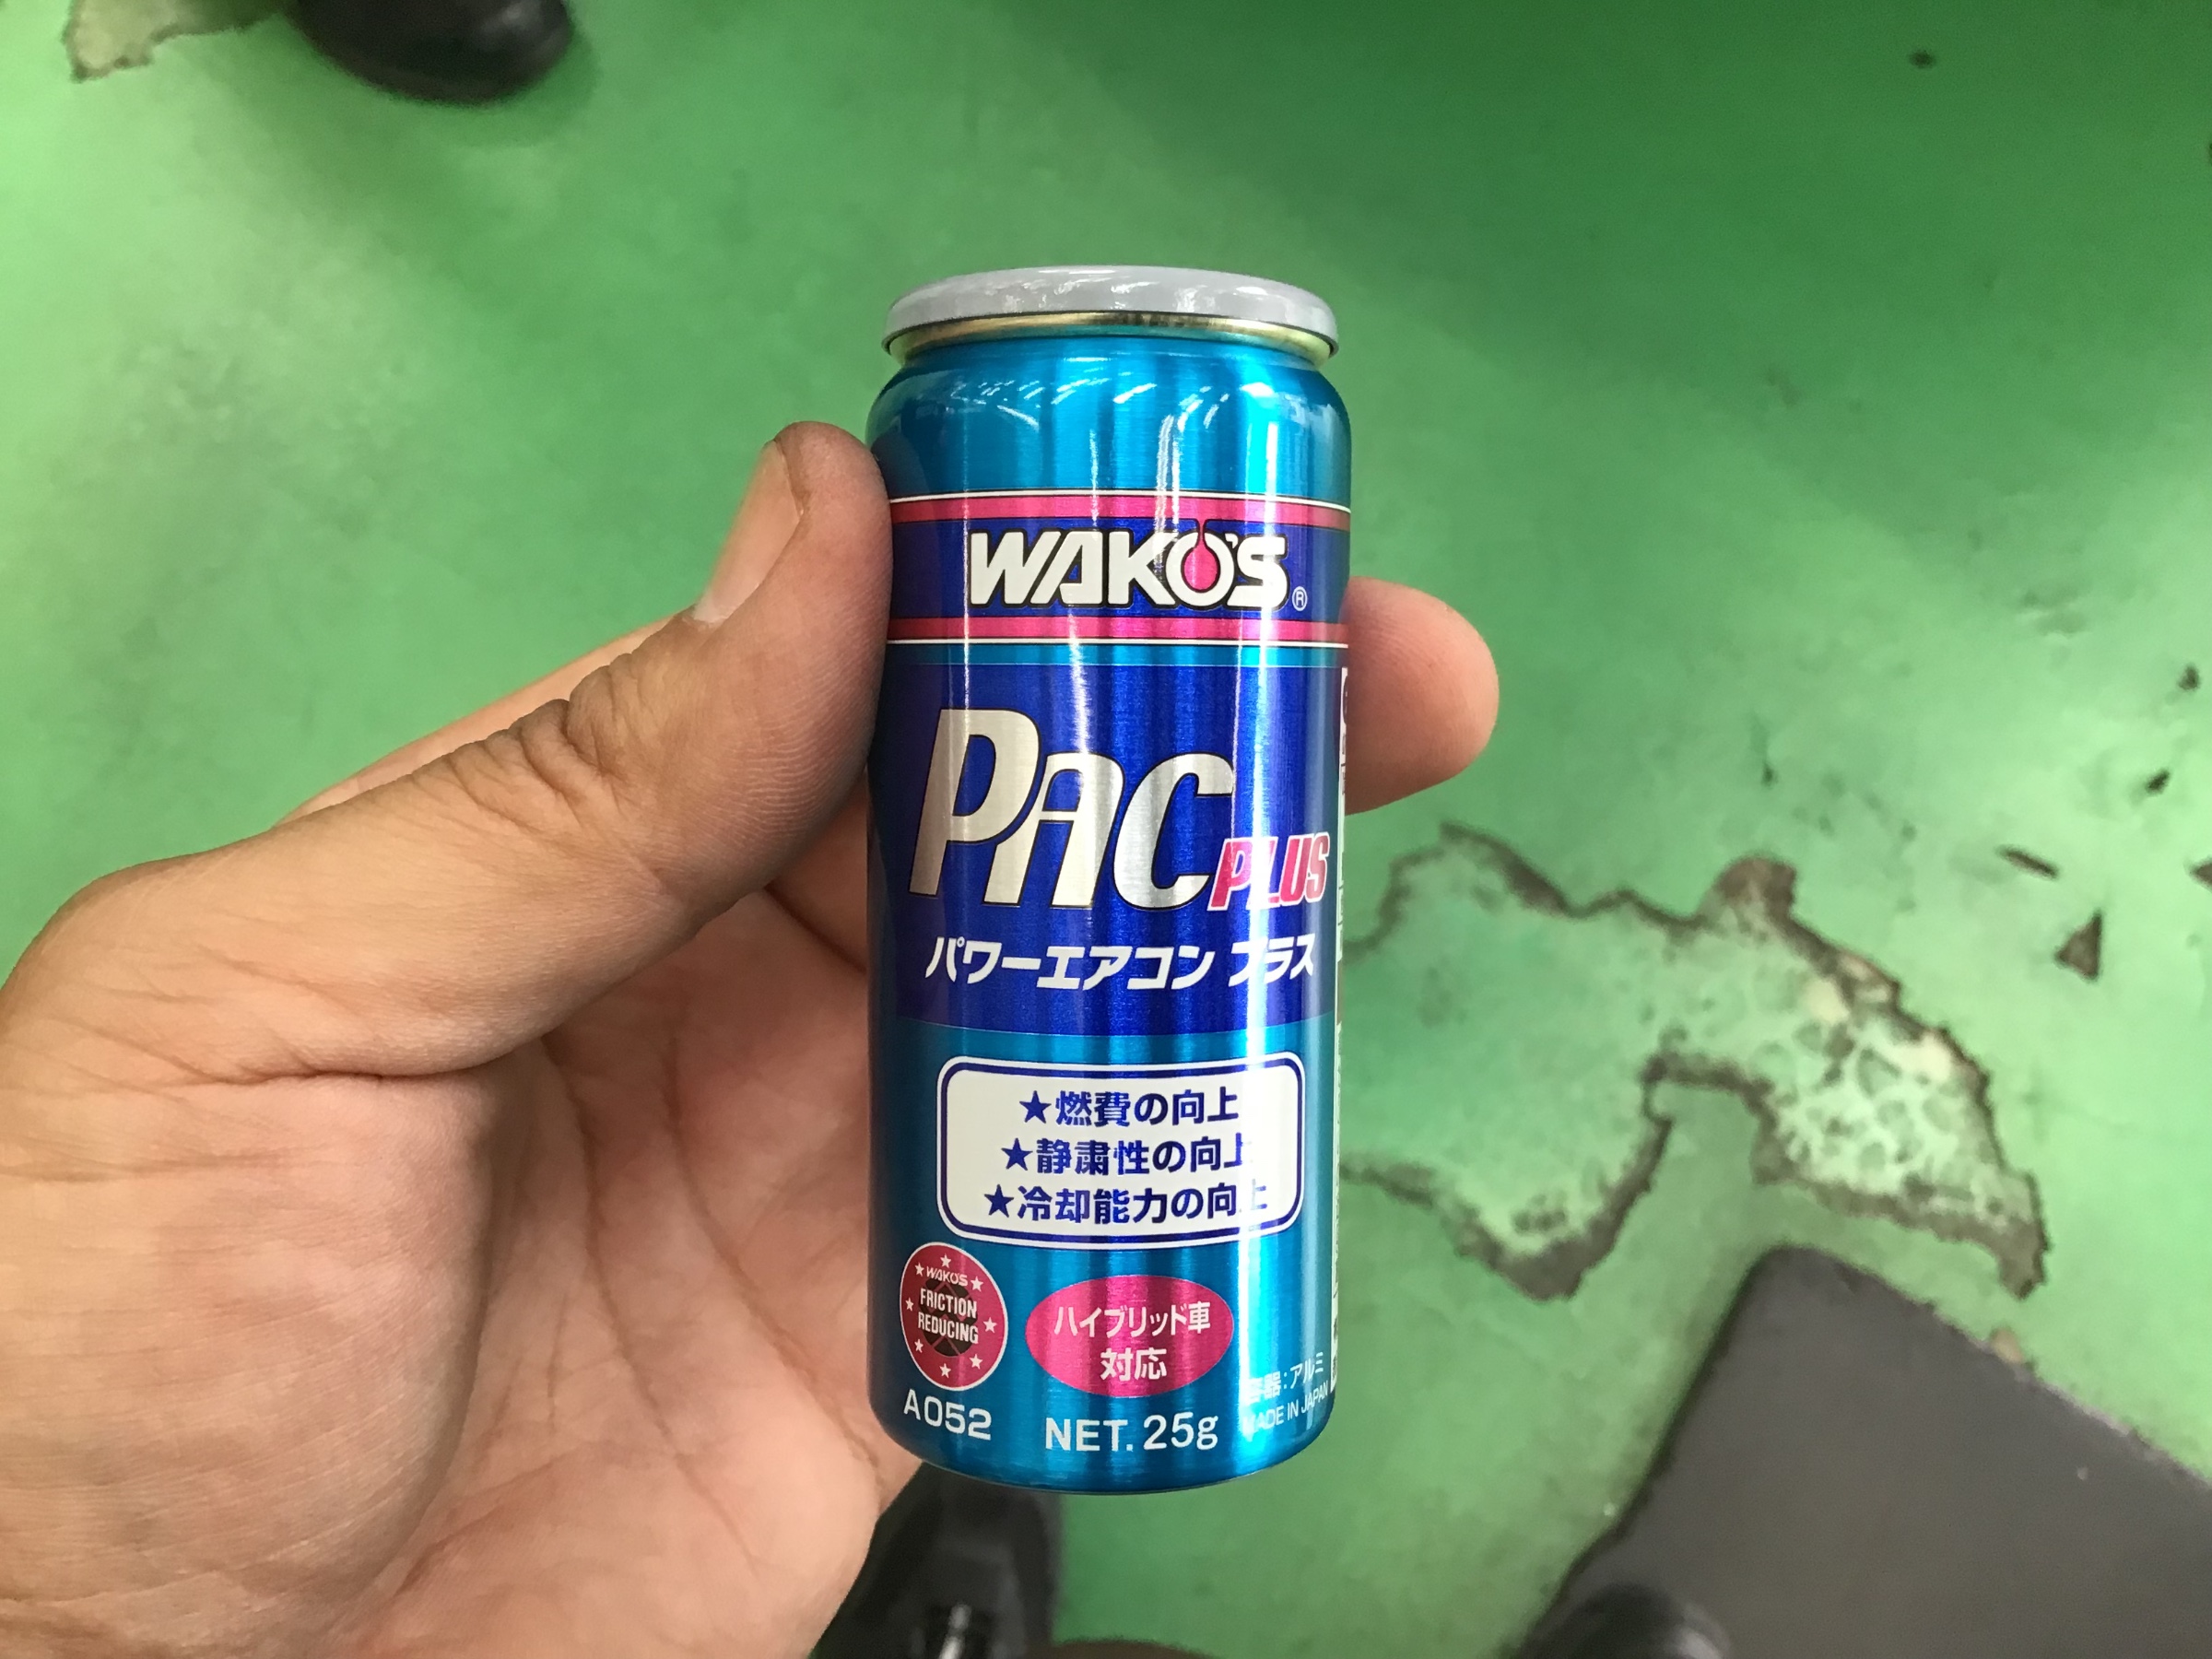 WAKO'S®
PAC PLUS
パワーエアコン プラス
★燃費の向上
★静粛性の向上
★冷却能力の向上
WAKO'S
FRICTION
REDUCING
ハイブリッド車
対応
A052
NET. 25g
容器:アルミ
MADE IN JAPAN